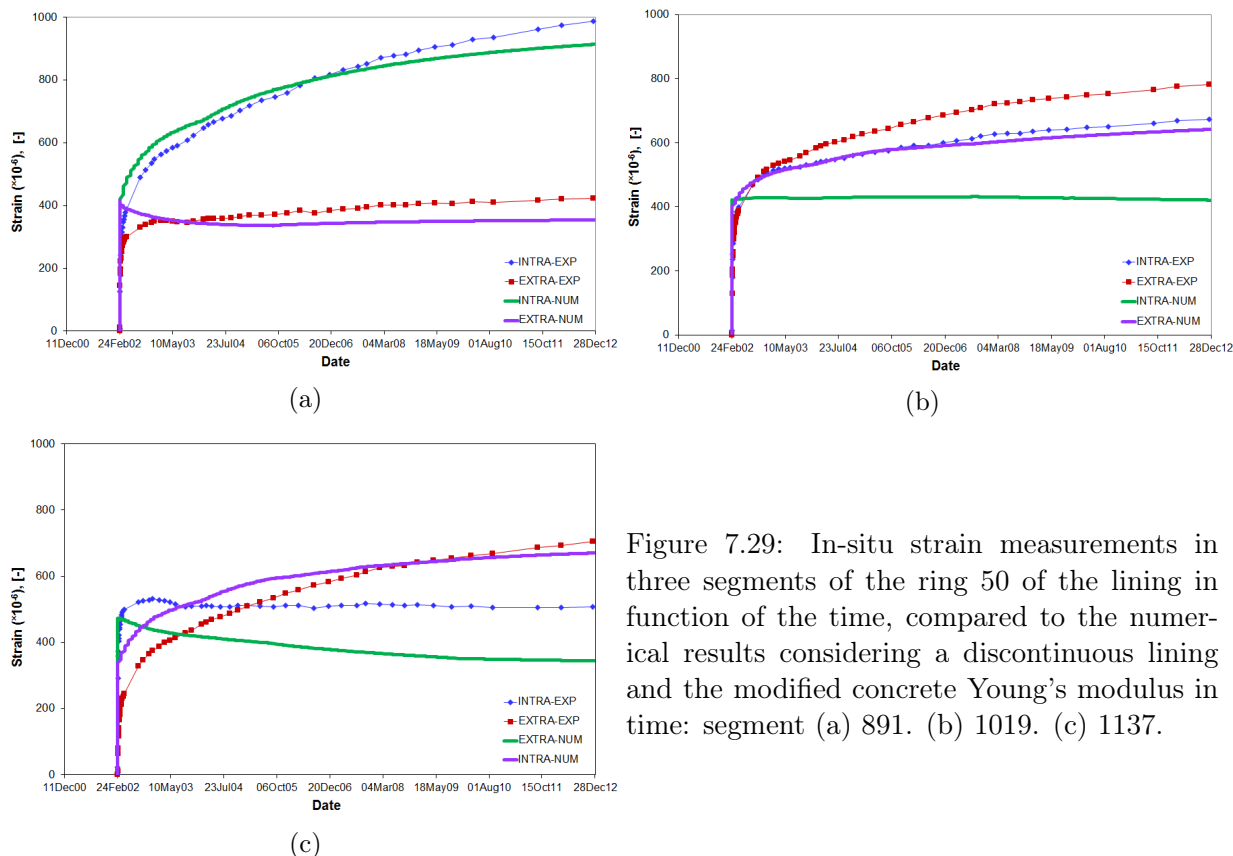 1000
800
600
400
200
0
Strain (*10⁻⁶), [-]
INTRA-EXP
EXTRA-EXP
INTRA-NUM
EXTRA-NUM
11Dec00 24Feb02 10May03 23Jul04 06Oct05 20Dec06 04Mar08 18May09 01Aug10 15Oct11 28Dec12
Date
(a)
1000
800
600
400
200
0
Strain (*10⁻⁶), [-]
INTRA-EXP
EXTRA-EXP
INTRA-NUM
EXTRA-NUM
11Dec00 24Feb02 10May03 23Jul04 06Oct05 20Dec06 04Mar08 18May09 01Aug10 15Oct11 28Dec12
Date
(b)
1000
800
600
400
200
0
Strain (*10⁻⁶), [-]
INTRA-EXP
EXTRA-EXP
EXTRA-NUM
INTRA-NUM
11Dec00 24Feb02 10May03 23Jul04 06Oct05 20Dec06 04Mar08 18May09 01Aug10 15Oct11 28Dec12
Date
(c)
Figure 7.29: In-situ strain measurements in
three segments of the ring 50 of the lining in
function of the time, compared to the numer-
ical results considering a discontinuous lining
and the modified concrete Young's modulus in
time: segment (a) 891. (b) 1019. (c) 1137.